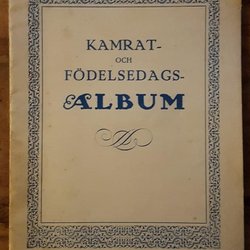 KAMRAT-
OCH
FÖDELSEDAGS-
ALBUM